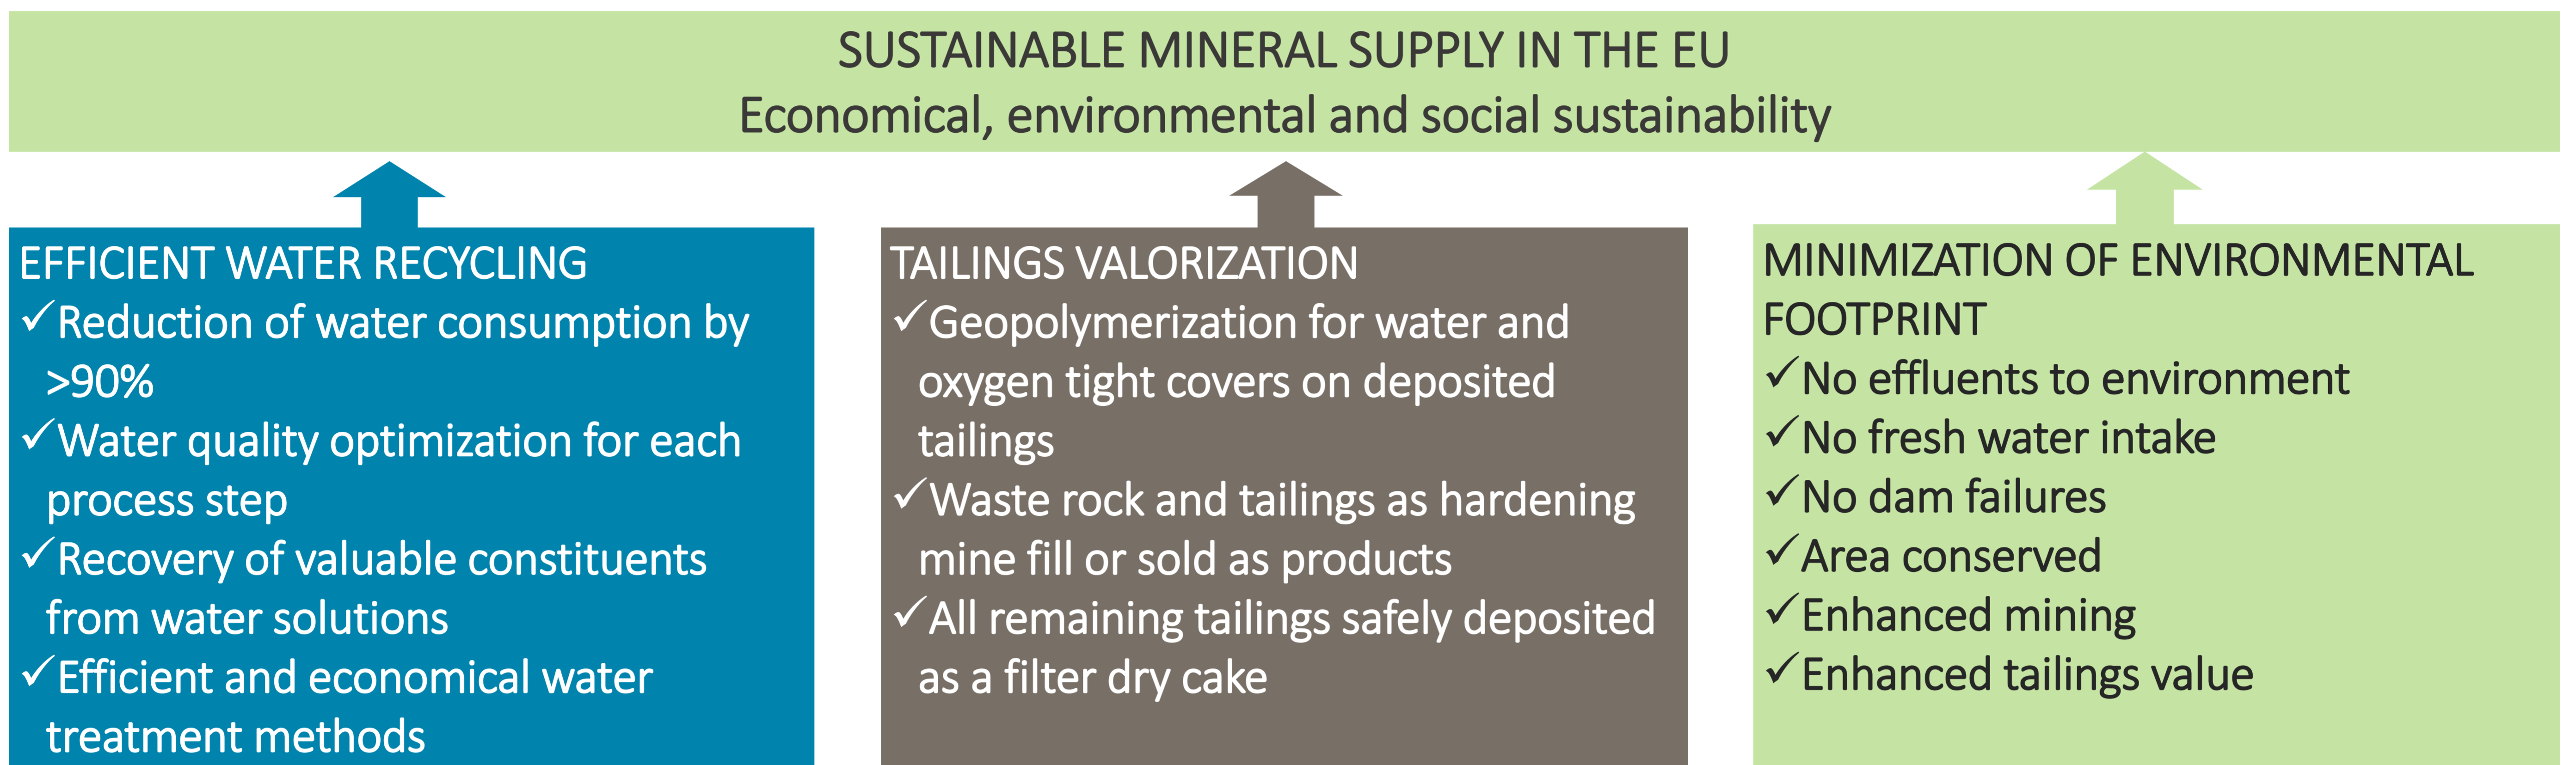 SUSTAINABLE MINERAL SUPPLY IN THE EU
Economical, environmental and social sustainability
EFFICIENT WATER RECYCLING
✓Reduction of water consumption by
>90%
✓Water quality optimization for each
process step
✓Recovery of valuable constituents
from water solutions
✓Efficient and economical water
treatment methods
TAILINGS VALORIZATION
✓Geopolymerization for water and
oxygen tight covers on deposited
tailings
✓Waste rock and tailings as hardening
mine fill or sold as products
✓All remaining tailings safely deposited
as a filter dry cake
MINIMIZATION OF ENVIRONMENTAL
FOOTPRINT
✓No effluents to environment
✓No fresh water intake
✓No dam failures
✓Area conserved
✓Enhanced mining
✓Enhanced tailings value